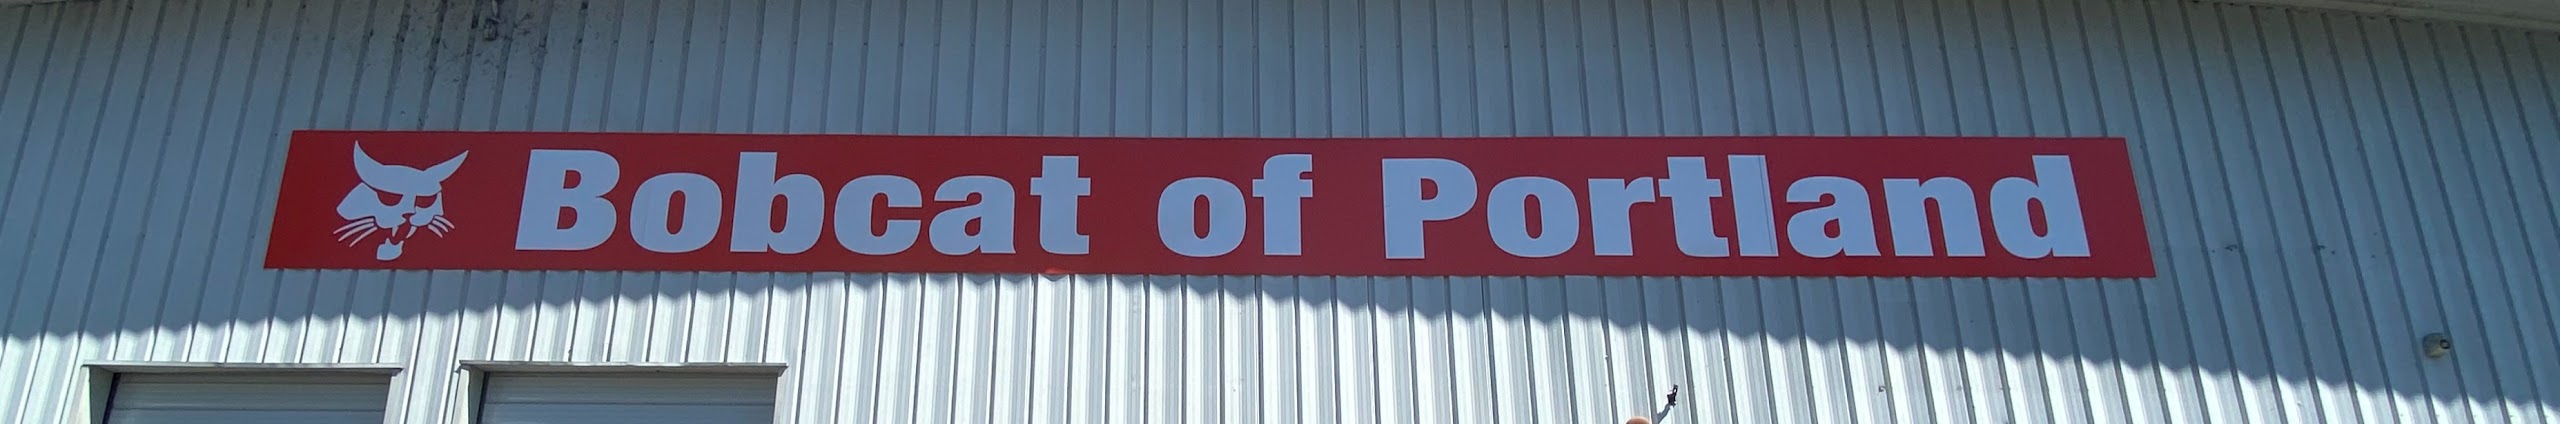 Bobcat of Portland